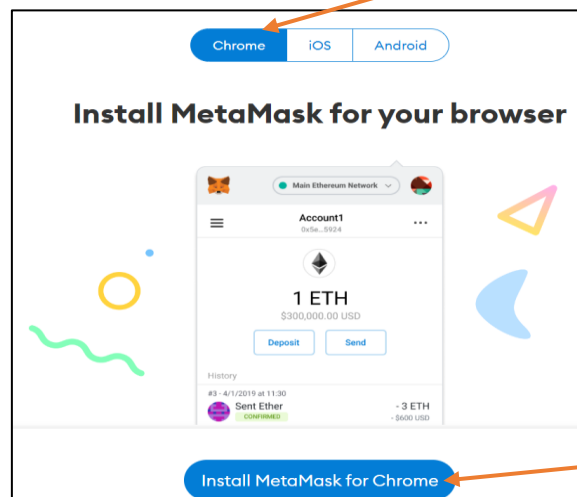 Chrome iOS Android
Install MetaMask for your browser
Main Ethereum Network
Account1
0x5e...5924
1 ETH
$300,000.00 USD
Deposit Send
History
#3 - 4/1/2019 at 11:30
Sent Ether - 3 ETH
CONFIRMED - $600 USD
Install MetaMask for Chrome